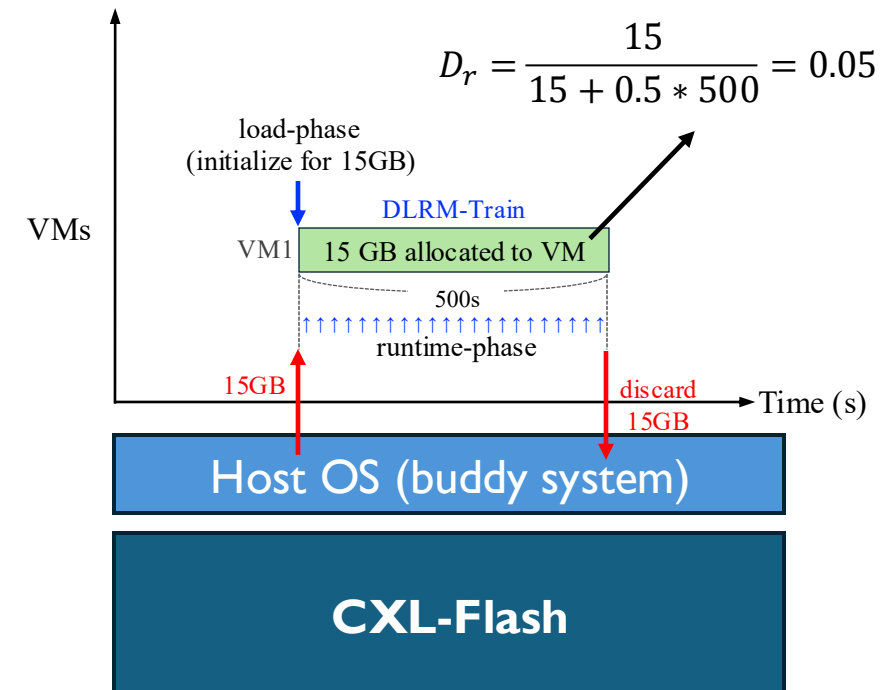 D_r = 15 / (15 + 0.5 * 500) = 0.05
load-phase
(initialize for 15GB)
VMs
DLRM-Train
VM1
15 GB allocated to VM
500s
↑↑↑↑↑↑↑↑↑↑↑↑↑↑↑↑↑↑↑↑↑↑
runtime-phase
15GB
discard
15GB
Time (s)
Host OS (buddy system)
CXL-Flash